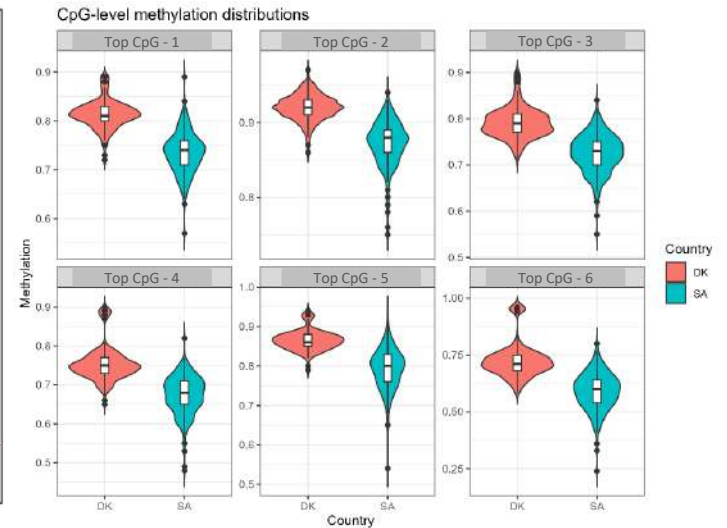 CpG-level methylation distributions
Top CpG - 1
Top CpG - 2
Top CpG - 3
0.9
0.8
0.7
0.6
0.9
0.8
0.9
0.8
0.7
0.6
0.5
Methylation
Top CpG - 4
Top CpG - 5
Top CpG - 6
0.9
0.8
0.7
0.6
0.5
1.0
0.9
0.8
0.7
0.6
0.5
1.00
0.75
0.50
0.25
DK
SA
DK
SA
DK
SA
Country
Country
DK
SA